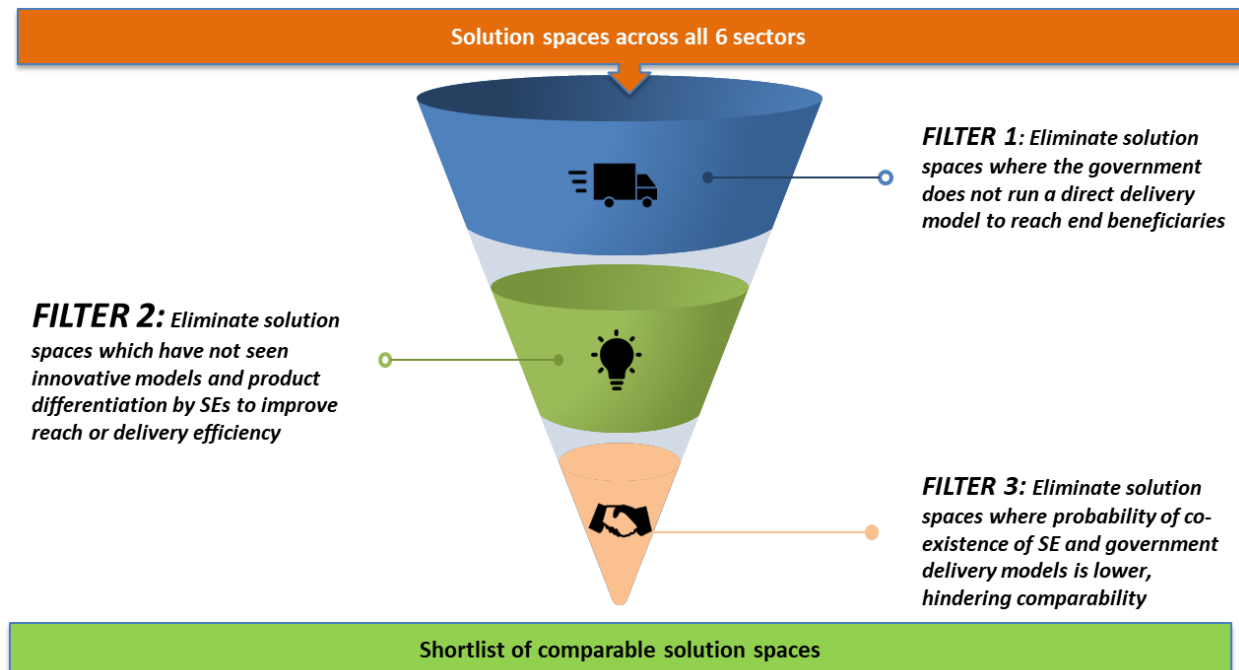 Solution spaces across all 6 sectors
FILTER 1: Eliminate solution
spaces where the government
does not run a direct delivery
model to reach end beneficiaries
FILTER 2: Eliminate solution
spaces which have not seen
innovative models and product
differentiation by SEs to improve
reach or delivery efficiency
FILTER 3: Eliminate solution
spaces where probability of co-
existence of SE and government
delivery models is lower,
hindering comparability
Shortlist of comparable solution spaces